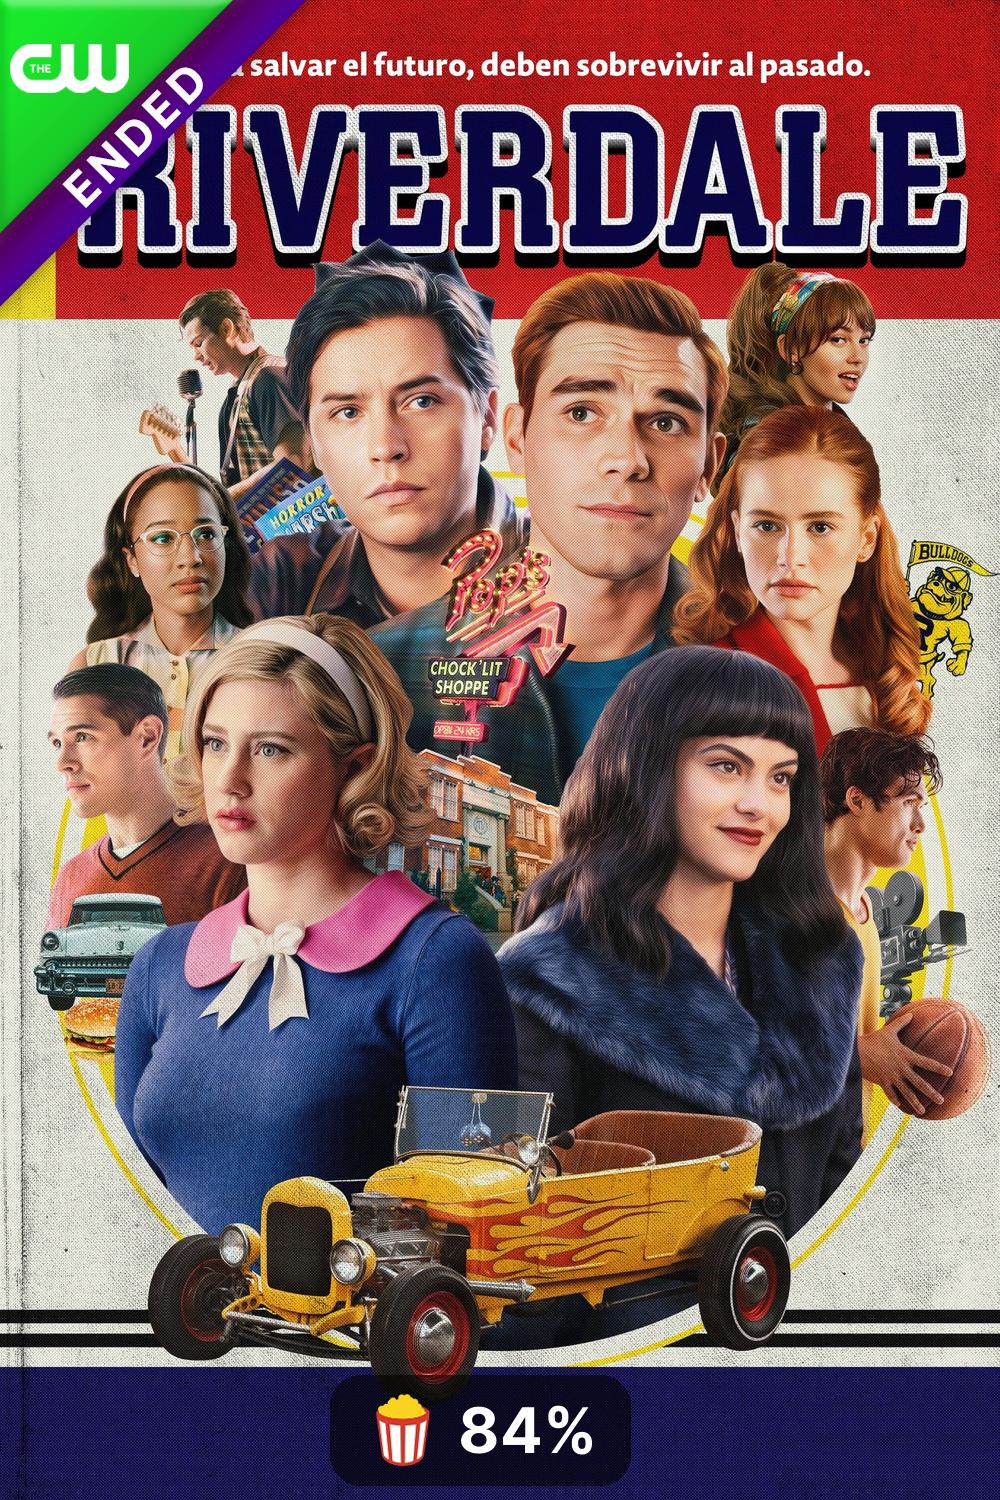 THE CW
ENDED
salvar el futuro, deben sobrevivir al pasado.
RIVERDALE
HORROR
BULLDOGS
Pop's
CHOCK'LIT
SHOPPE
OPEN 24 HRS
84%